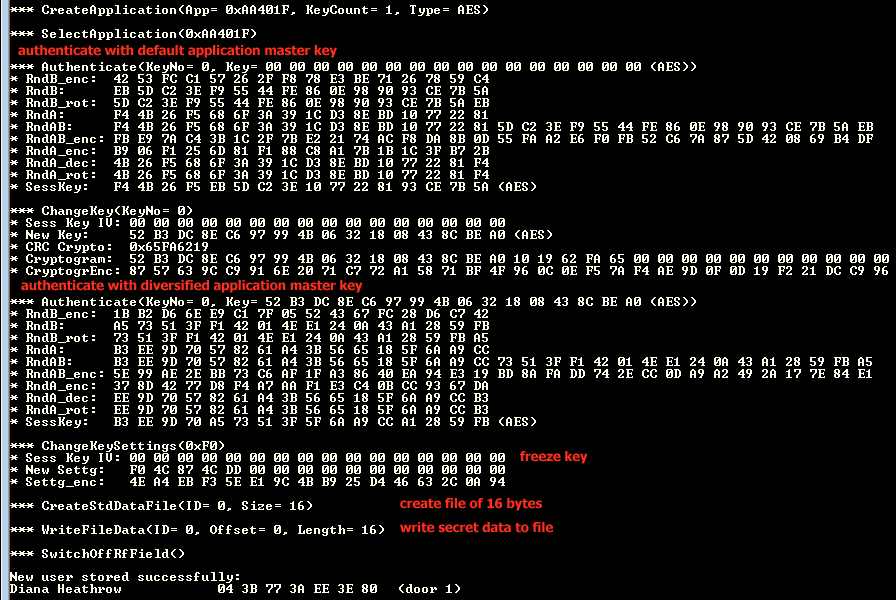 *** CreateApplication(App= 0xAA401F, KeyCount= 1, Type= AES)
*** SelectApplication(0xAA401F)
authenticate with default application master key
*** Authenticate(KeyNo= 0, Key= 00 00 00 00 00 00 00 00 00 00 00 00 00 00 00 00 (AES))
* RndB_enc: 42 53 FC C1 57 26 2F F8 78 E3 BE 71 26 78 59 C4
* RndB: EB 5D C2 3E F9 55 44 FE 86 0E 98 90 93 CE 7B 5A
* RndB_rot: 5D C2 3E F9 55 44 FE 86 0E 98 90 93 CE 7B 5A EB
* RndA: F4 4B 26 F5 68 6F 3A 39 1C D3 8E BD 10 77 22 81
* RndAB: F4 4B 26 F5 68 6F 3A 39 1C D3 8E BD 10 77 22 81 5D C2 3E F9 55 44 FE 86 0E 98 90 93 CE 7B 5A EB
* RndAB_enc: FB E9 7A C4 3B 1C 2F 7B E2 21 74 AC F8 DA 8B 0D 55 FA A2 E6 F0 FB 52 C6 7A 87 5D 42 08 69 B4 DF
* RndA_enc: B9 06 F1 25 6D 81 F1 88 C8 A1 7B 1B 1C 3F B7 2B
* RndA_dec: 4B 26 F5 68 6F 3A 39 1C D3 8E BD 10 77 22 81 F4
* RndA_rot: 4B 26 F5 68 6F 3A 39 1C D3 8E BD 10 77 22 81 F4
* SessKey: F4 4B 26 F5 EB 5D C2 3E 10 77 22 81 93 CE 7B 5A (AES)
*** ChangeKey(KeyNo= 0)
* Sess Key IV: 00 00 00 00 00 00 00 00 00 00 00 00 00 00 00 00
* New Key: 52 B3 DC 8E C6 97 99 4B 06 32 18 08 43 8C BE A0 (AES)
* CRC Crypto: 0x65FA6219
* Cryptogram: 52 B3 DC 8E C6 97 99 4B 06 32 18 08 43 8C BE A0 10 19 62 FA 65 00 00 00 00 00 00 00 00 00 00 00
* CryptogrEnc: 87 57 63 9C C9 91 6E 20 71 C7 72 A1 58 71 BF 4F 96 0C 0E F5 7A F4 AE 9D 0F 0D 19 F2 21 DC C9 96
authenticate with diversified application master key
*** Authenticate(KeyNo= 0, Key= 52 B3 DC 8E C6 97 99 4B 06 32 18 08 43 8C BE A0 (AES))
* RndB_enc: 1B B2 D6 6E E9 C1 7F 05 52 43 67 FC 28 D6 C7 42
* RndB: A5 73 51 3F F1 42 01 4E E1 24 0A 43 A1 28 59 FB
* RndB_rot: 73 51 3F F1 42 01 4E E1 24 0A 43 A1 28 59 FB A5
* RndA: B3 EE 9D 70 57 82 61 A4 3B 56 65 18 5F 6A A9 CC
* RndAB: B3 EE 9D 70 57 82 61 A4 3B 56 65 18 5F 6A A9 CC 73 51 3F F1 42 01 4E E1 24 0A 43 A1 28 59 FB A5
* RndAB_enc: 5E 99 AE 2E BB 73 C6 AF 1F A3 86 40 EA 94 E3 19 BD 8A FA DD 74 2E CC 0D A9 A2 49 2A 17 7E 84 E1
* RndA_enc: 37 8D 42 77 D8 F4 A7 AA F1 E3 C4 0B CC 93 67 DA
* RndA_dec: EE 9D 70 57 82 61 A4 3B 56 65 18 5F 6A A9 CC B3
* RndA_rot: EE 9D 70 57 82 61 A4 3B 56 65 18 5F 6A A9 CC B3
* SessKey: B3 EE 9D 70 A5 73 51 3F 5F 6A A9 CC A1 28 59 FB (AES)
*** ChangeKeySettings(0xF0)
* Sess Key IV: 00 00 00 00 00 00 00 00 00 00 00 00 00 00 00 00 freeze key
* New Settg: F0 4C 87 4C DD 00 00 00 00 00 00 00 00 00 00 00
* Settg_enc: 4E A4 EB F3 5E E1 9C 4B B9 25 D4 46 63 2C 0A 94
*** CreateStdDataFile(ID= 0, Size= 16) create file of 16 bytes
*** WriteFileData(ID= 0, Offset= 0, Length= 16) write secret data to file
*** SwitchOffRfField()
New user stored successfully:
Diana Heathrow 04 3B 77 3A EE 3E 80 (door 1)